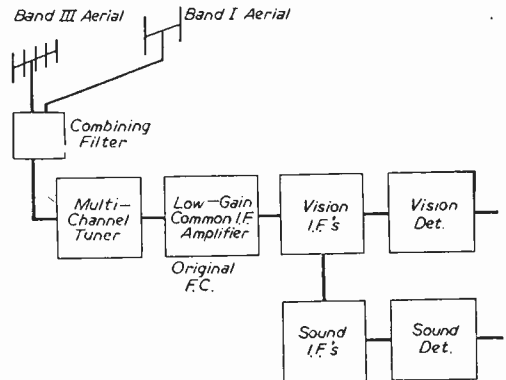 Band III Aerial
Band I Aerial
Combining
Filter
Multi-
Channel
Tuner
Low-Gain
Common I.F.
Amplifier
Original
F.C.
Vision
I.F.'s
Vision
Det.
Sound
I.F.'s
Sound
Det.